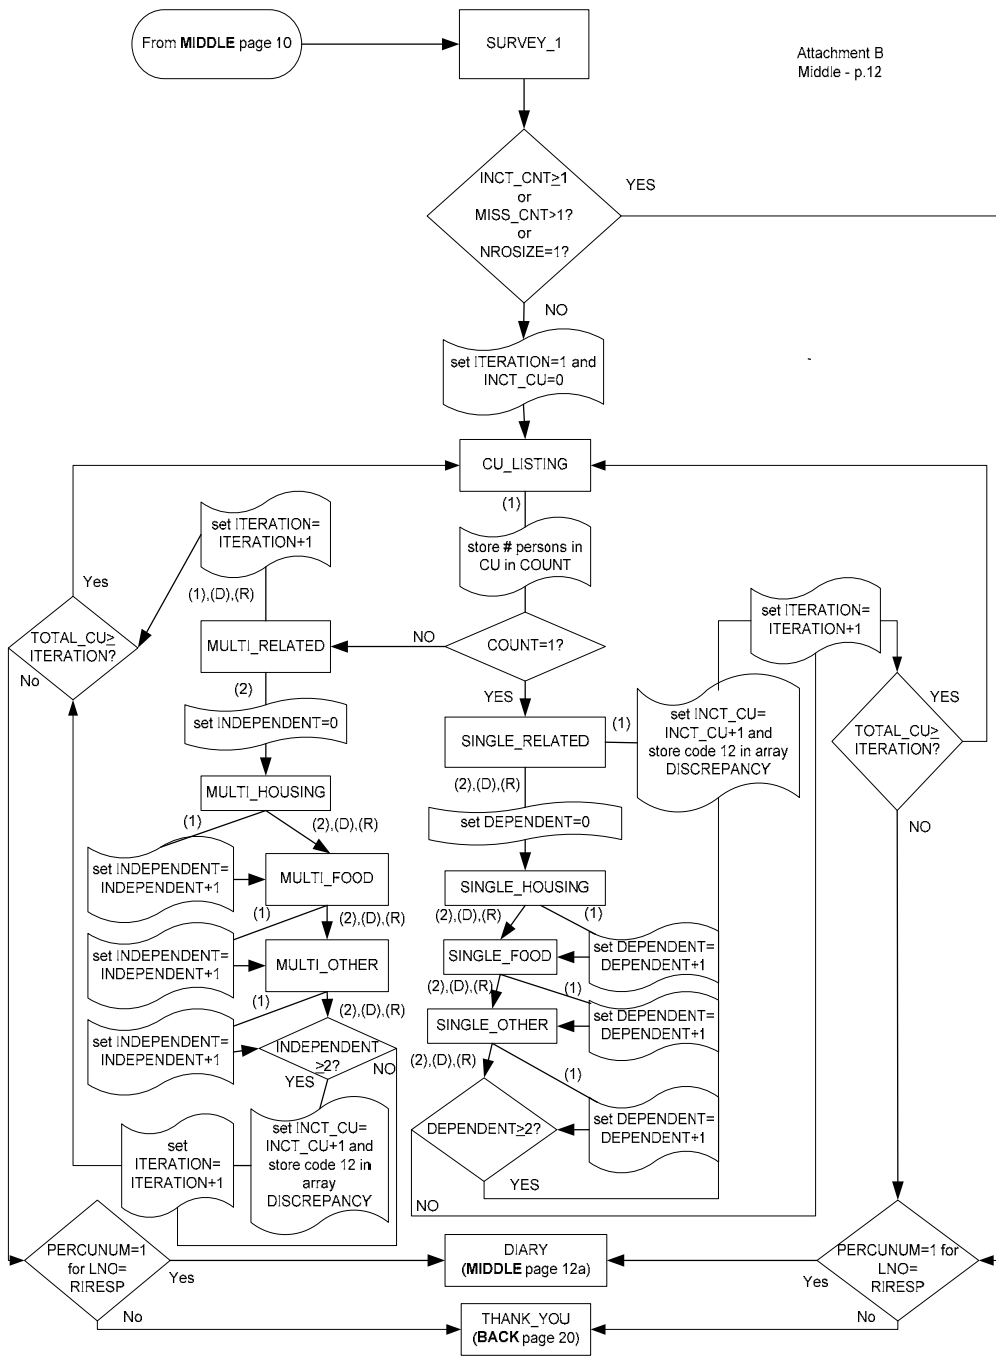 From MIDDLE page 10
SURVEY_1
Attachment B
Middle - p.12
INCT_CNT≥1
or
MISS_CNT>1?
or
NROSIZE=1?
YES
NO
set ITERATION=1 and
INCT_CU=0
CU_LISTING
(1)
set ITERATION=
ITERATION+1
store # persons in
CU in COUNT
Yes
(1),(D),(R)
set ITERATION=
ITERATION+1
TOTAL_CU≥
ITERATION?
No
MULTI_RELATED
NO
COUNT=1?
(2)
YES
(1)
YES
set INDEPENDENT=0
SINGLE_RELATED
set INCT_CU=
INCT_CU+1 and
store code 12 in array
DISCREPANCY
TOTAL_CU≥
ITERATION?
MULTI_HOUSING
(2),(D),(R)
(1)
(2),(D),(R)
set DEPENDENT=0
NO
set INDEPENDENT=
INDEPENDENT+1
MULTI_FOOD
SINGLE_HOUSING
(1)
(2),(D),(R)
(2),(D),(R)
(1)
set INDEPENDENT=
INDEPENDENT+1
MULTI_OTHER
SINGLE_FOOD
set DEPENDENT=
DEPENDENT+1
(1)
(2),(D),(R)
(2),(D),(R)
(1)
set INDEPENDENT=
INDEPENDENT+1
INDEPENDENT
≥2?
NO
YES
SINGLE_OTHER
set DEPENDENT=
DEPENDENT+1
(2),(D),(R)
(1)
set
ITERATION=
ITERATION+1
set INCT_CU=
INCT_CU+1 and
store code 12 in
array
DISCREPANCY
DEPENDENT≥2?
set DEPENDENT=
DEPENDENT+1
YES
NO
PERCUNUM=1
for LNO=
RIRESP
Yes
DIARY
(MIDDLE page 12a)
PERCUNUM=1 for
LNO=
RIRESP
Yes
No
THANK_YOU
(BACK page 20)
No